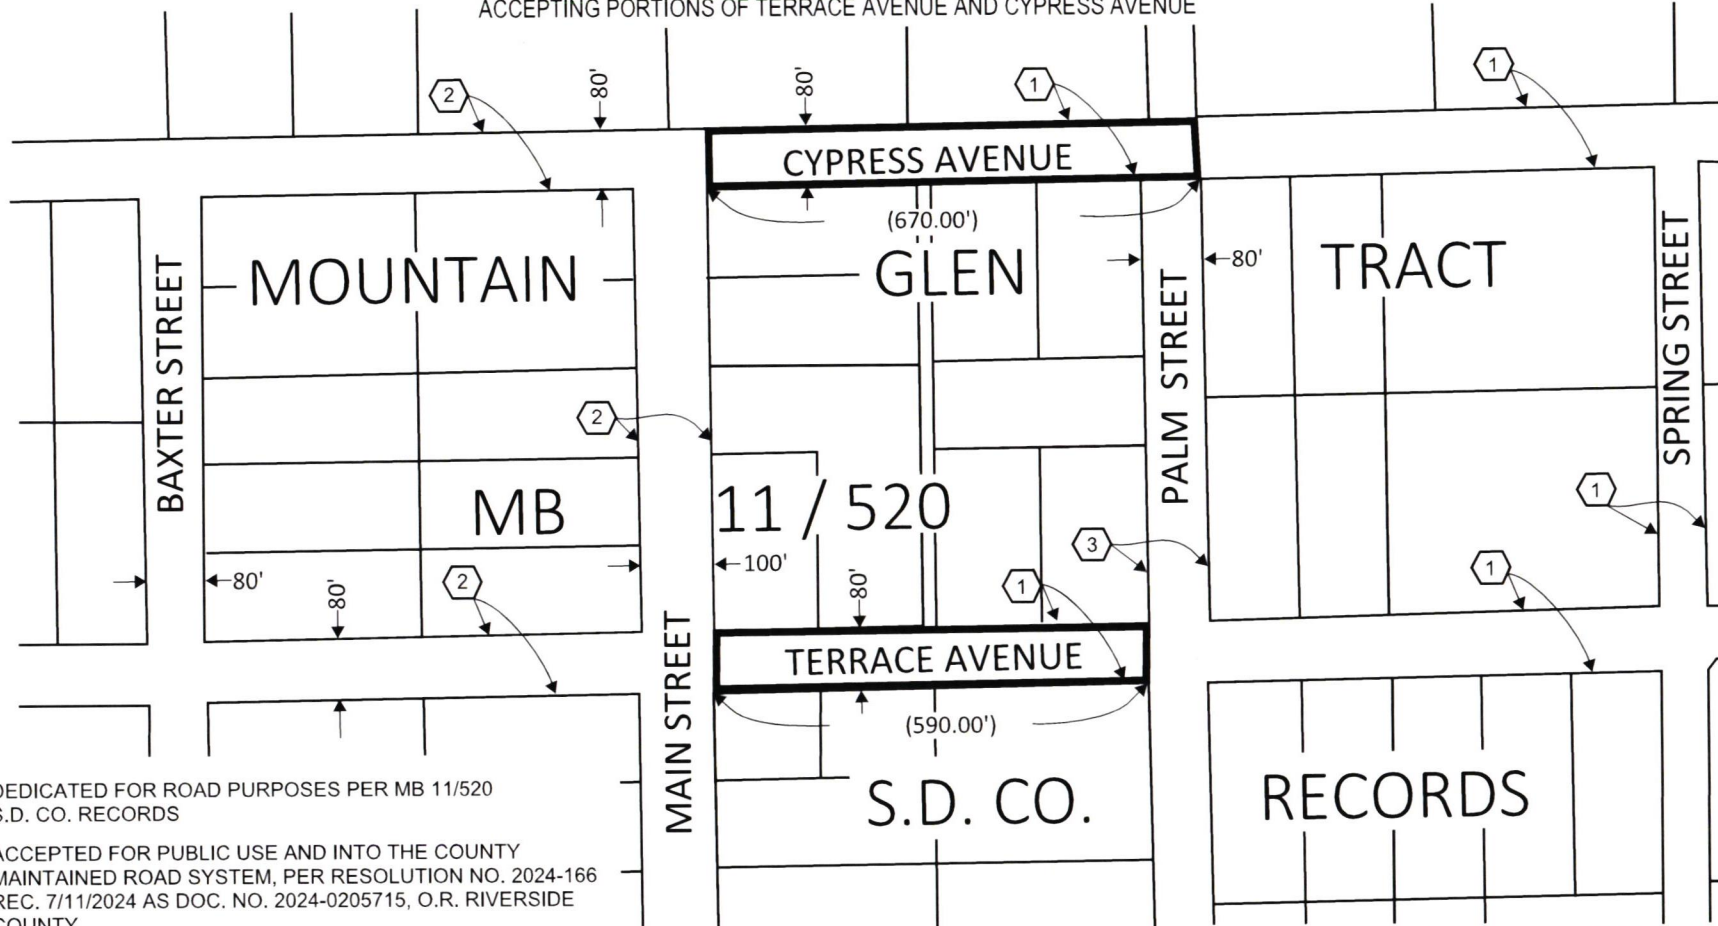 ACCEPTING PORTIONS OF TERRACE AVENUE AND CYPRESS AVENUE
2
80'
80'
1
1
CYPRESS AVENUE
(670.00')
MOUNTAIN
GLEN
80'
TRACT
BAXTER STREET
PALM STREET
SPRING STREET
2
MB
11 / 520
1
3
80'
80'
2
100'
80'
1
1
MAIN STREET
TERRACE AVENUE
(590.00')
S.D. CO.
RECORDS
DEDICATED FOR ROAD PURPOSES PER MB 11/520
S.D. CO. RECORDS
ACCEPTED FOR PUBLIC USE AND INTO THE COUNTY
MAINTAINED ROAD SYSTEM, PER RESOLUTION NO. 2024-166
REC. 7/11/2024 AS DOC. NO. 2024-0205715, O.R. RIVERSIDE
COUNTY